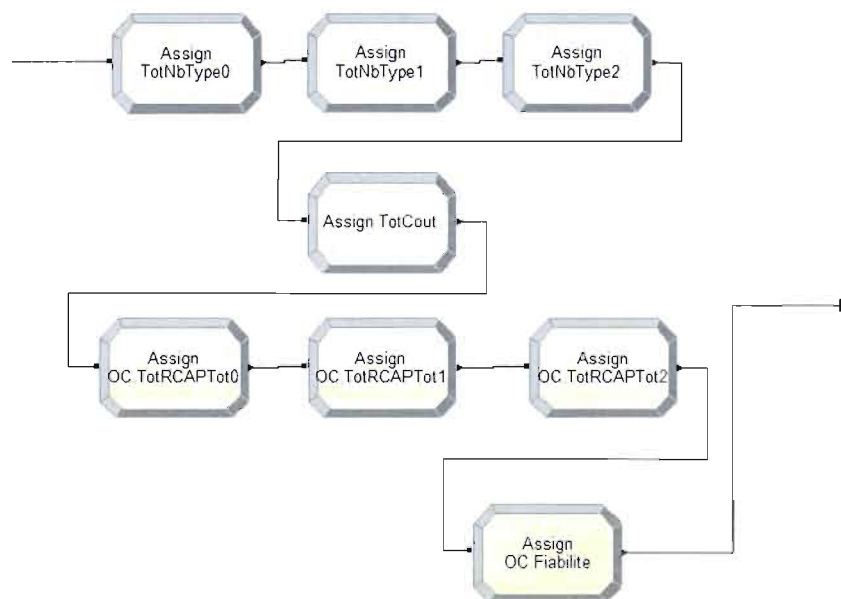 Assign
TotNbType0
Assign
TotNbType1
Assign
TotNbType2
Assign TotCout
Assign
OC TotRCAPTot0
Assign
OC TotRCAPTot1
Assign
OC TotRCAPTot2
Assign
OC Fiabilite